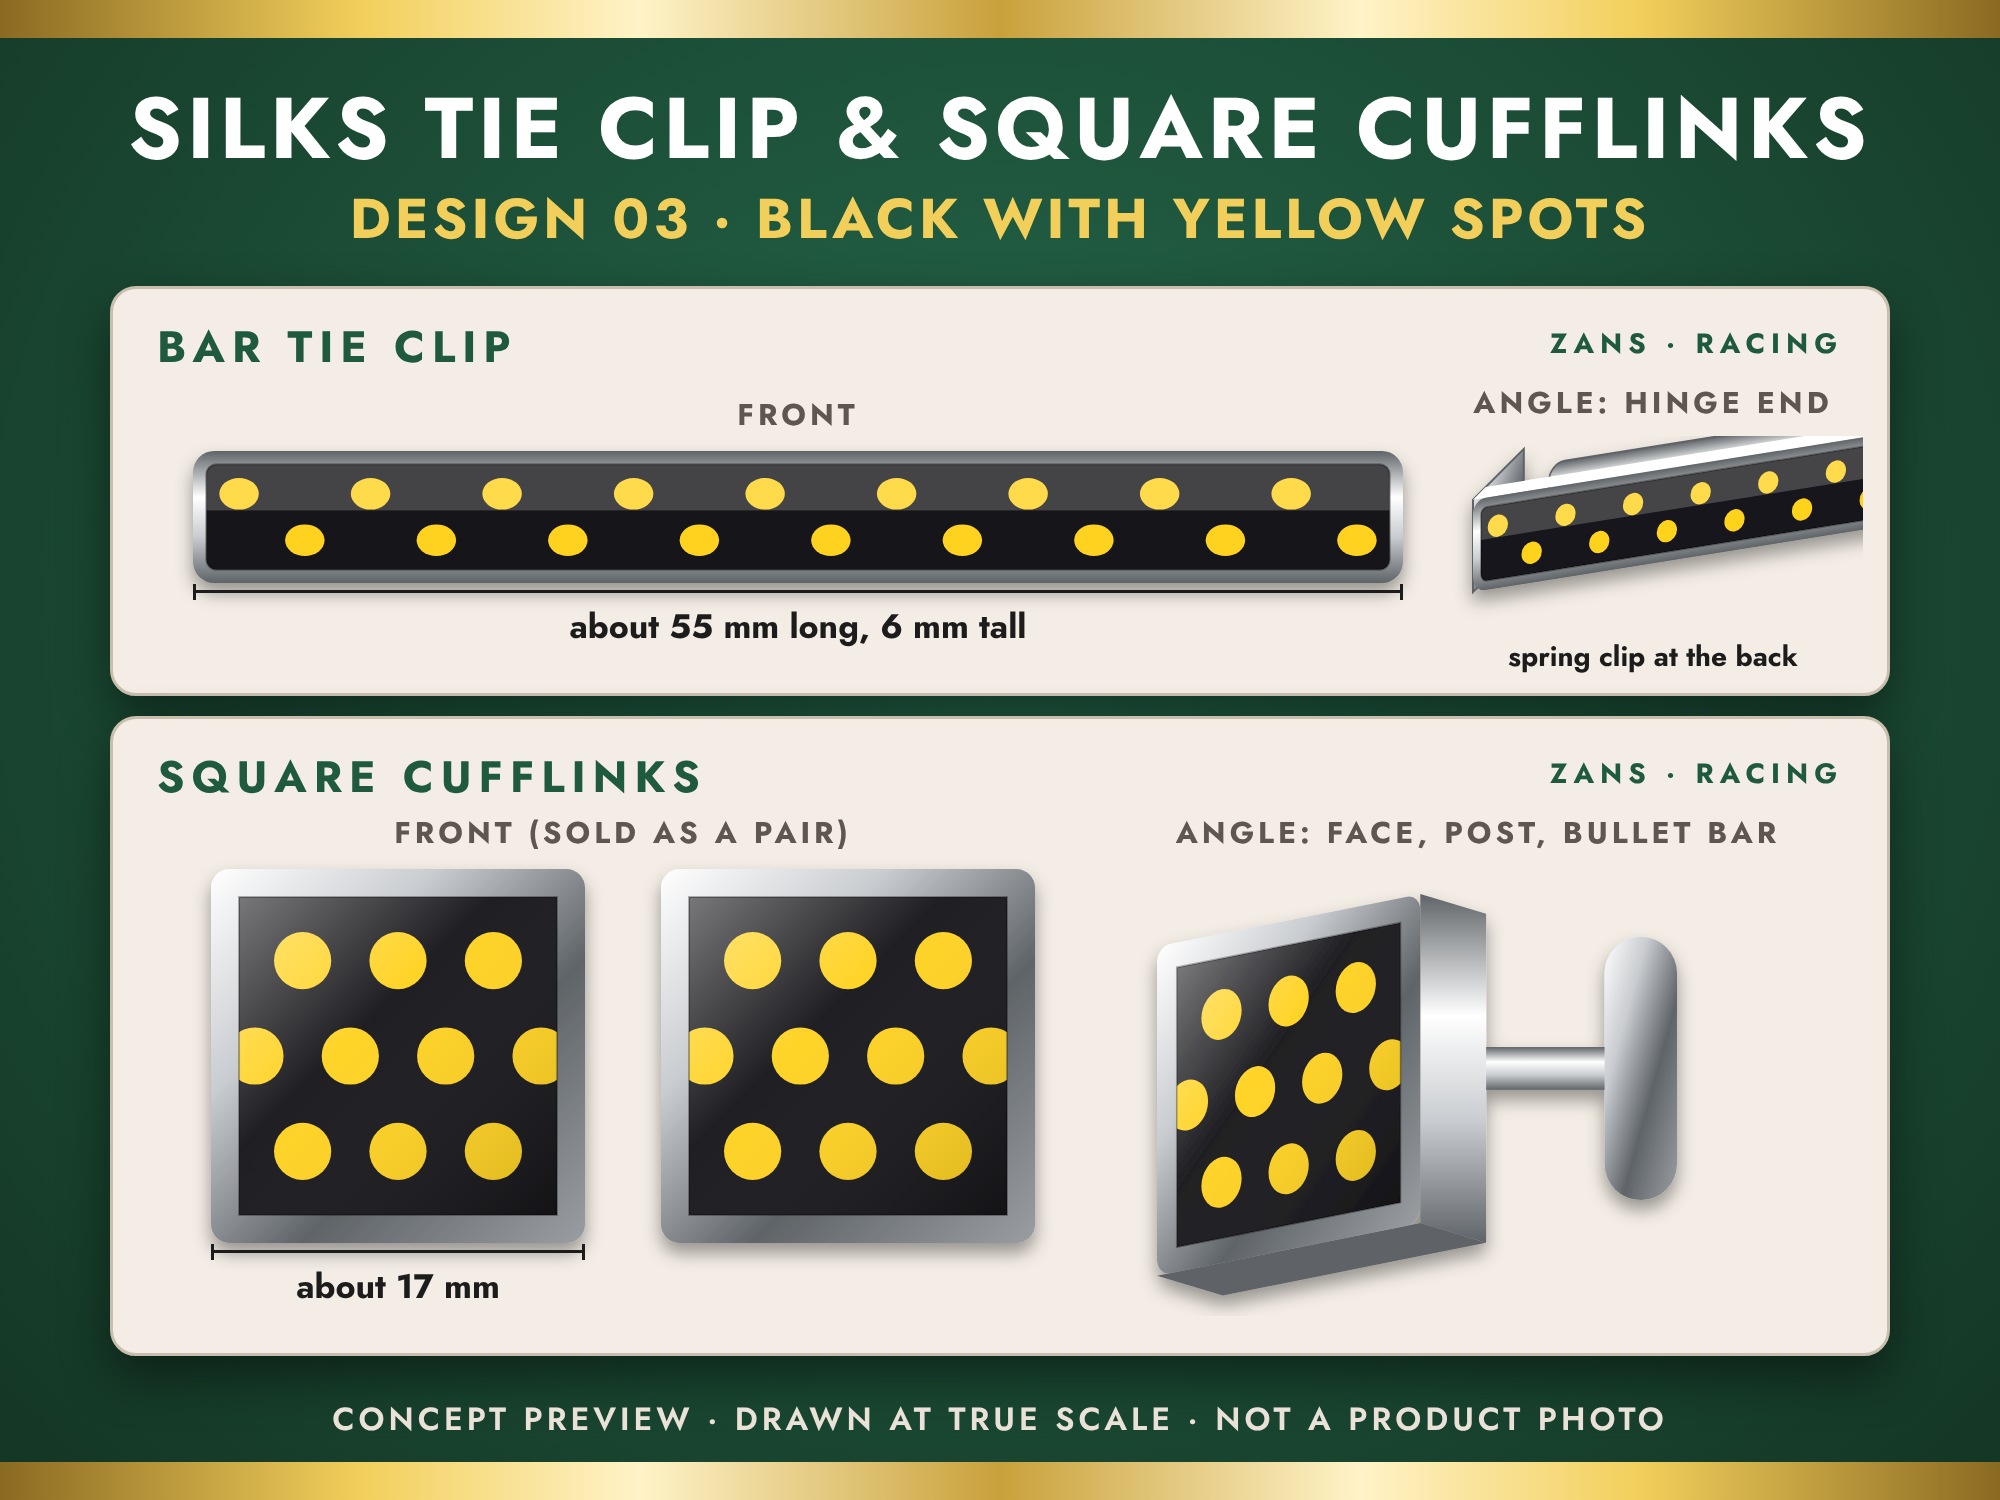 SILKS TIE CLIP & SQUARE CUFFLINKS
DESIGN 03 · BLACK WITH YELLOW SPOTS
BAR TIE CLIP
ZANS · RACING
FRONT
ANGLE: HINGE END
about 55 mm long, 6 mm tall
spring clip at the back
SQUARE CUFFLINKS
ZANS · RACING
FRONT (SOLD AS A PAIR)
ANGLE: FACE, POST, BULLET BAR
about 17 mm
CONCEPT PREVIEW · DRAWN AT TRUE SCALE · NOT A PRODUCT PHOTO